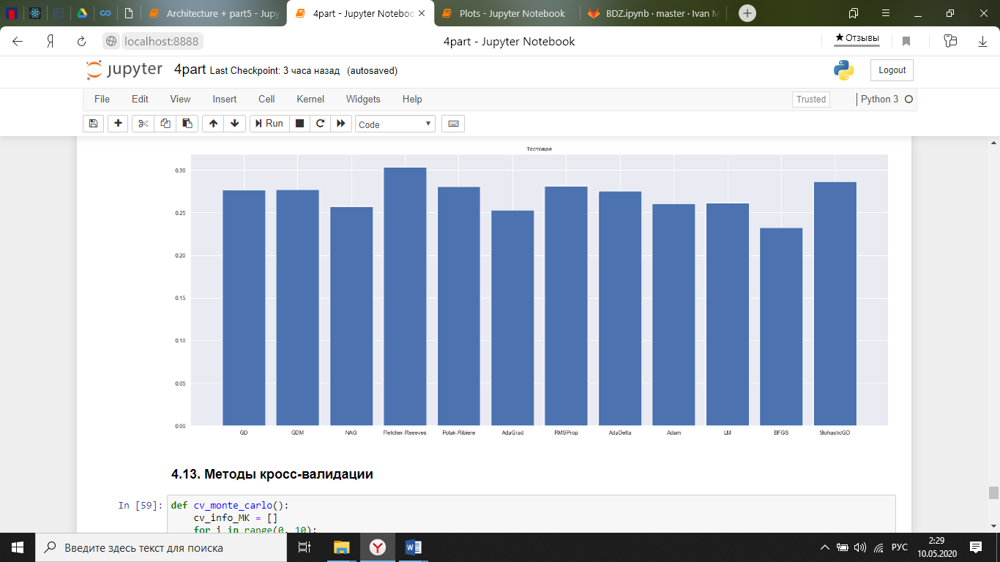 Architecture + part5 - Jupy
4part - Jupyter Noteboo
Plots - Jupyter Notebook
BDZ.ipynb · master · Ivan M
Я
localhost:8888
4part - Jupyter Notebook
★ Отзывы
jupyter 4part Last Checkpoint: 3 часа назад (autosaved)
Logout
File Edit View Insert Cell Kernel Widgets Help
Trusted
Python 3
Run
Code
Тестовая
0.30
0.25
0.20
0.15
0.10
0.05
0.00
GD GDM NAG Fletcher-Reeeves Polak-Ribiere AdaGrad RMSProp AdaDelta Adam LM BFGS StohasticGD
4.13. Методы кросс-валидации
In [59]: def cv_monte_carlo():
cv_info_MK = []
for i in range(0, 10):
Введите здесь текст для поиска
РУС
2:29
10.05.2020